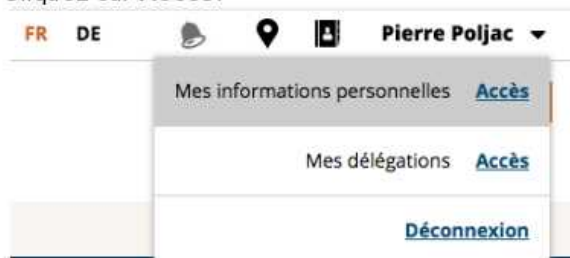 FR DE Pierre Poljac
Mes informations personnelles Accès
Mes délégations Accès
Déconnexion